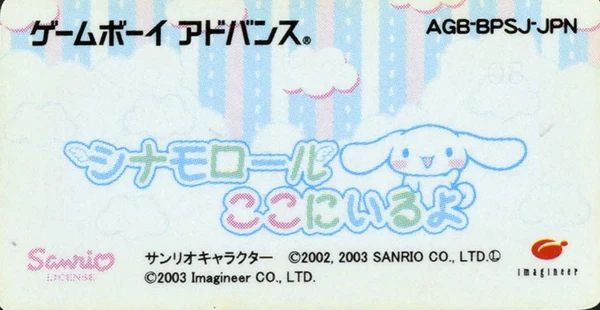 ゲームボーイ アドバンス®
AGB-BPSJ-JPN
シナモロール
ここにいるよ
Sanrio
LICENSE
サンリオキャラクター ©2002, 2003 SANRIO CO., LTD.Ⓛ
©2003 Imagineer CO., LTD.
imagineer